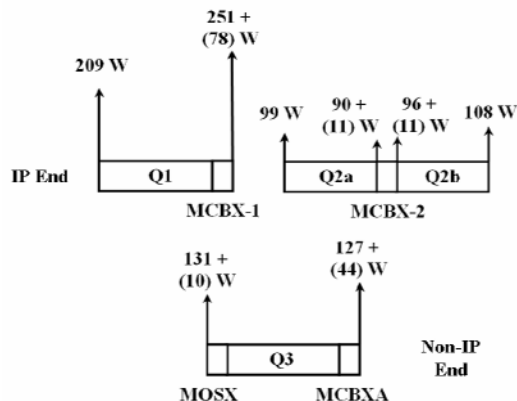 251 +
(78) W
209 W
99 W
90 +
(11) W
96 +
(11) W
108 W
IP End
Q1
Q2a
Q2b
MCBX-1
MCBX-2
131 +
(10) W
127 +
(44) W
Q3
Non-IP
End
MOSX
MCBXA